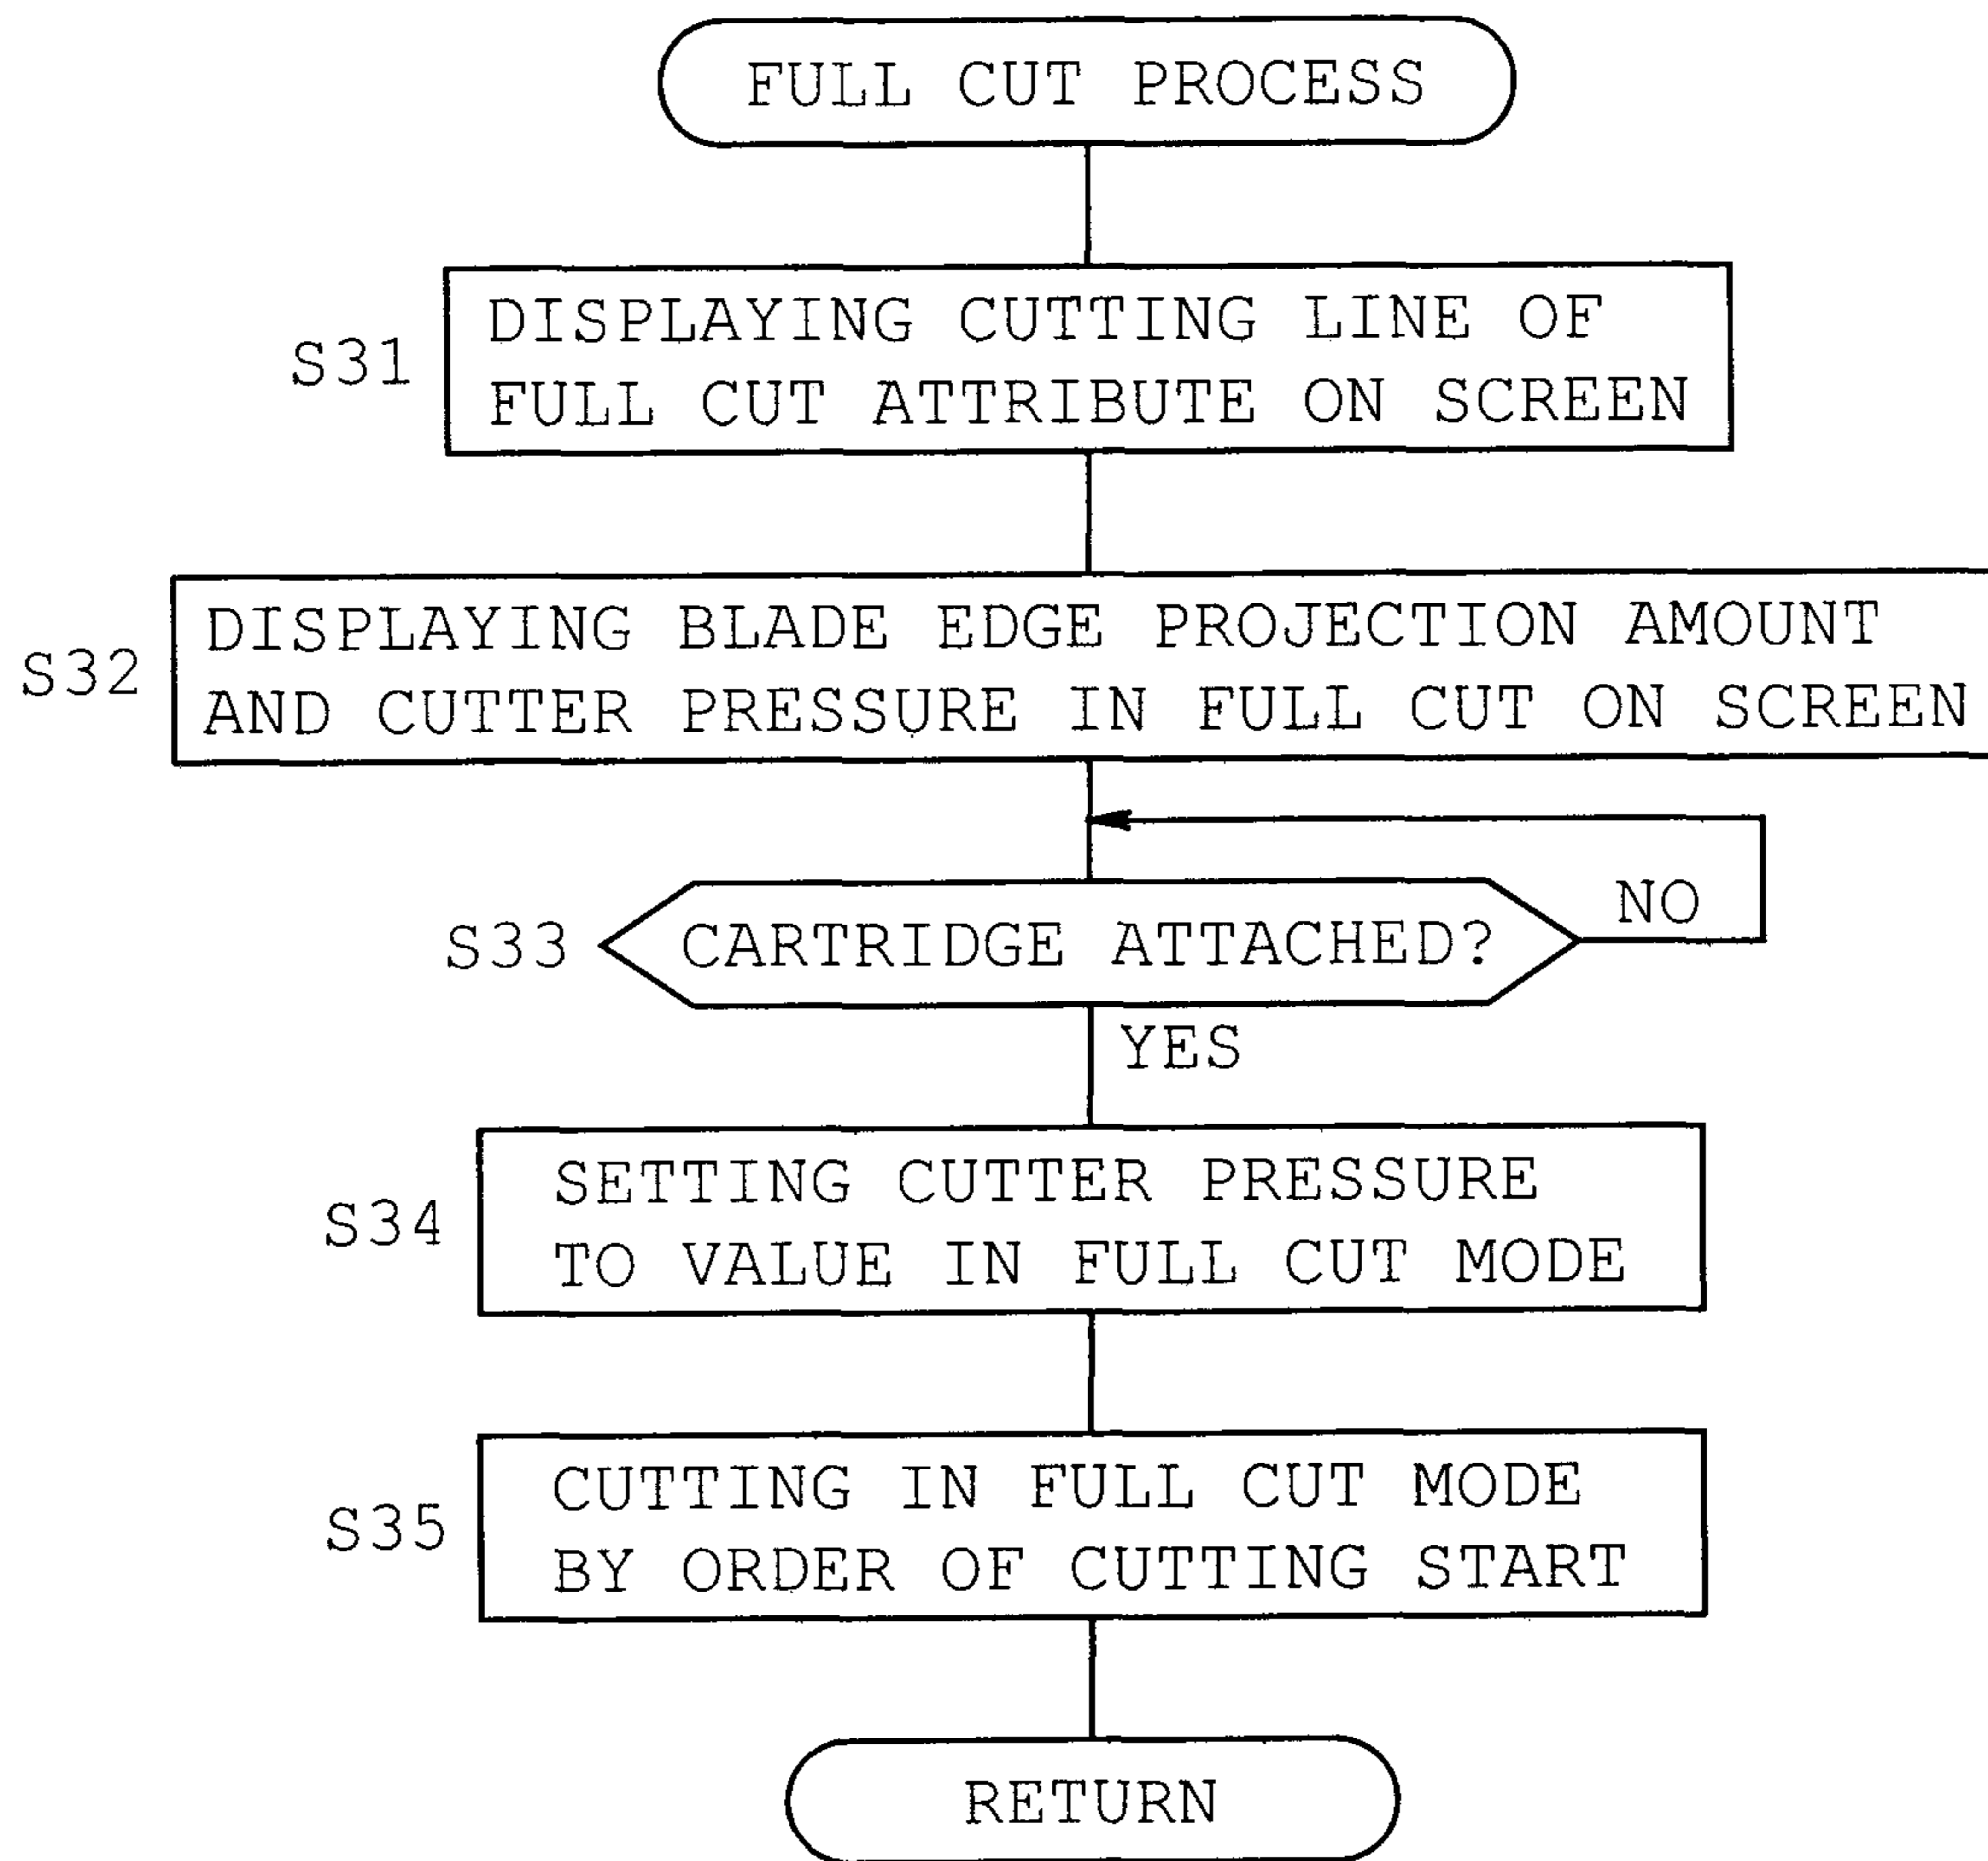 FULL CUT PROCESS
S31
DISPLAYING CUTTING LINE OF
FULL CUT ATTRIBUTE ON SCREEN
S32
DISPLAYING BLADE EDGE PROJECTION AMOUNT
AND CUTTER PRESSURE IN FULL CUT ON SCREEN
S33
CARTRIDGE ATTACHED?
NO
YES
S34
SETTING CUTTER PRESSURE
TO VALUE IN FULL CUT MODE
S35
CUTTING IN FULL CUT MODE
BY ORDER OF CUTTING START
RETURN